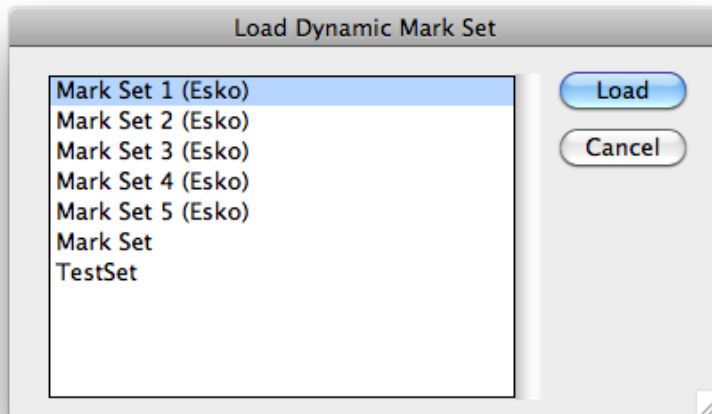 Load Dynamic Mark Set
Mark Set 1 (Esko)
Mark Set 2 (Esko)
Mark Set 3 (Esko)
Mark Set 4 (Esko)
Mark Set 5 (Esko)
Mark Set
TestSet
Load
Cancel